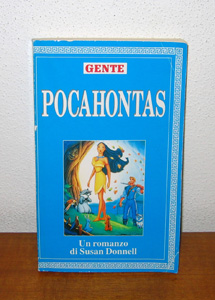 GENTE
POCAHONTAS
Un romanzo
di Susan Donnell